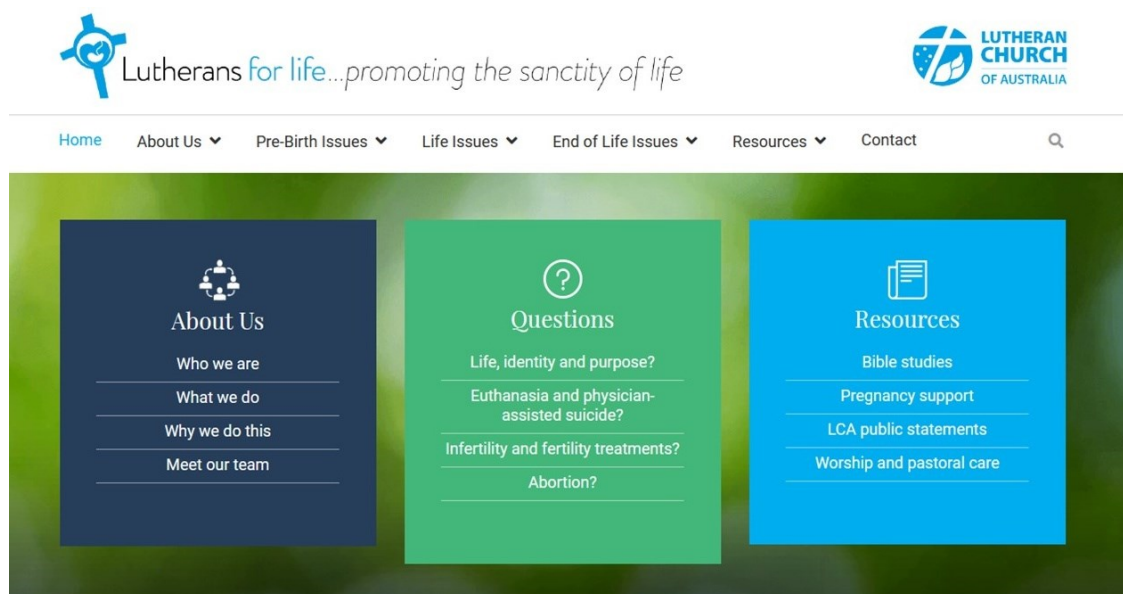 Lutherans for life...promoting the sanctity of life
LUTHERAN
CHURCH
OF AUSTRALIA
Home About Us Pre-Birth Issues Life Issues End of Life Issues Resources Contact
About Us
Who we are
What we do
Why we do this
Meet our team
Questions
Life, identity and purpose?
Euthanasia and physician-
assisted suicide?
Infertility and fertility treatments?
Abortion?
Resources
Bible studies
Pregnancy support
LCA public statements
Worship and pastoral care